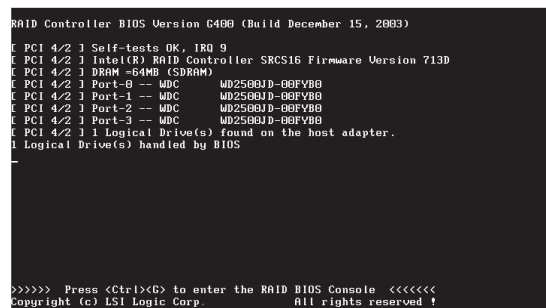 RAID Controller BIOS Version G400 (Build December 15, 2003)
[ PCI 4/2 ] Self-tests OK, IRQ 9
[ PCI 4/2 ] Intel(R) RAID Controller SRCS16 Firmware Version 713D
[ PCI 4/2 ] DRAM =64MB (SDRAM)
[ PCI 4/2 ] Port-0 -- WDC WD2500JD-00FYB0
[ PCI 4/2 ] Port-1 -- WDC WD2500JD-00FYB0
[ PCI 4/2 ] Port-2 -- WDC WD2500JD-00FYB0
[ PCI 4/2 ] Port-3 -- WDC WD2500JD-00FYB0
[ PCI 4/2 ] 1 Logical Drive(s) found on the host adapter.
1 Logical Drive(s) handled by BIOS
_
>>>>>> Press <Ctrl><G> to enter the RAID BIOS Console <<<<<<<
Copyright (c) LSI Logic Corp. All rights reserved !